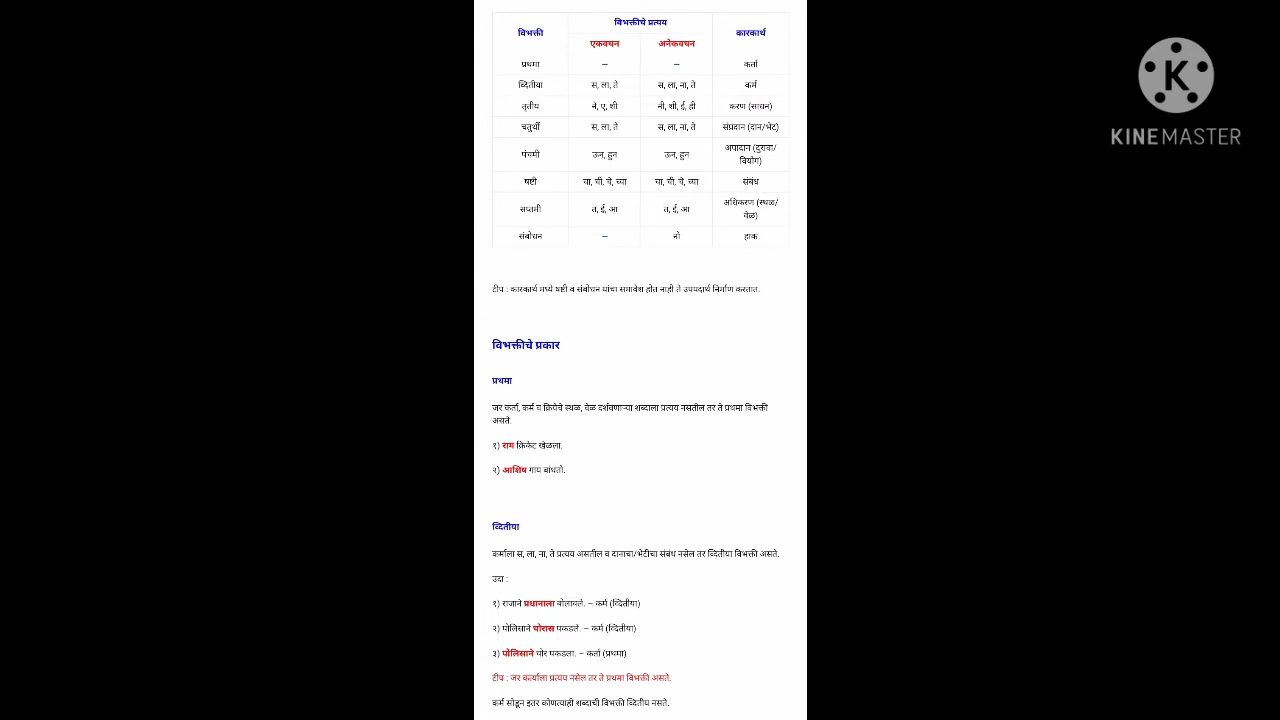 विभक्ती विभक्तीचे प्रत्यय कारकार्थ
एकवचन अनेकवचन
प्रथमा – – कर्ता
व्दितीया स, ला, ते स, ला, ना, ते कर्म
तृतीय ने, ए, शी नी, शी, ई, ही करण (साधन)
चतुर्थी स, ला, ते स, ला, ना, ते संप्रदान (दान/भेट)
पंचमी ऊन, हून ऊन, हून अपादान (दुरावा/
वियोग)
षष्टी चा, ची, चे, च्या चा, ची, चे, च्या संबंध
सप्तमी त, ई, आ त, ई, आ अधिकरण (स्थळ/
वेळ)
संबोधन – नो हाक
टीप : कारकार्थ मध्ये षष्टी व संबोधन यांचा समावेश होत नाही ते उपपदार्थ निर्माण करतात.
विभक्तीचे प्रकार
प्रथमा
जर कर्ता, कर्म व क्रियेचे स्थळ, वेळ दर्शवणाऱ्या शब्दाला प्रत्यय नसतील तर ते प्रथमा विभक्ती
असते.
१) राम क्रिकेट खेळला.
२) आशिष गाय बांधतो.
व्दितीया
कर्माला स, ला, ना, ते प्रत्यय असतील व दानाचा/भेटीचा संबंध नसेल तर व्दितीया विभक्ती असते.
उदा :
१) राजाने प्रधानाला बोलावले. – कर्म (व्दितीया)
२) पोलिसाने चोरास पकडले. – कर्म (व्दितीया)
३) पोलिसाने चोर पकडला. – कर्ता (प्रथमा)
टीप : जर कर्त्याला प्रत्यय नसेल तर ते प्रथमा विभक्ती असते.
कर्म सोडून इतर कोणत्याही शब्दाची विभक्ती व्दितीय नसते.
K
KINEMASTER